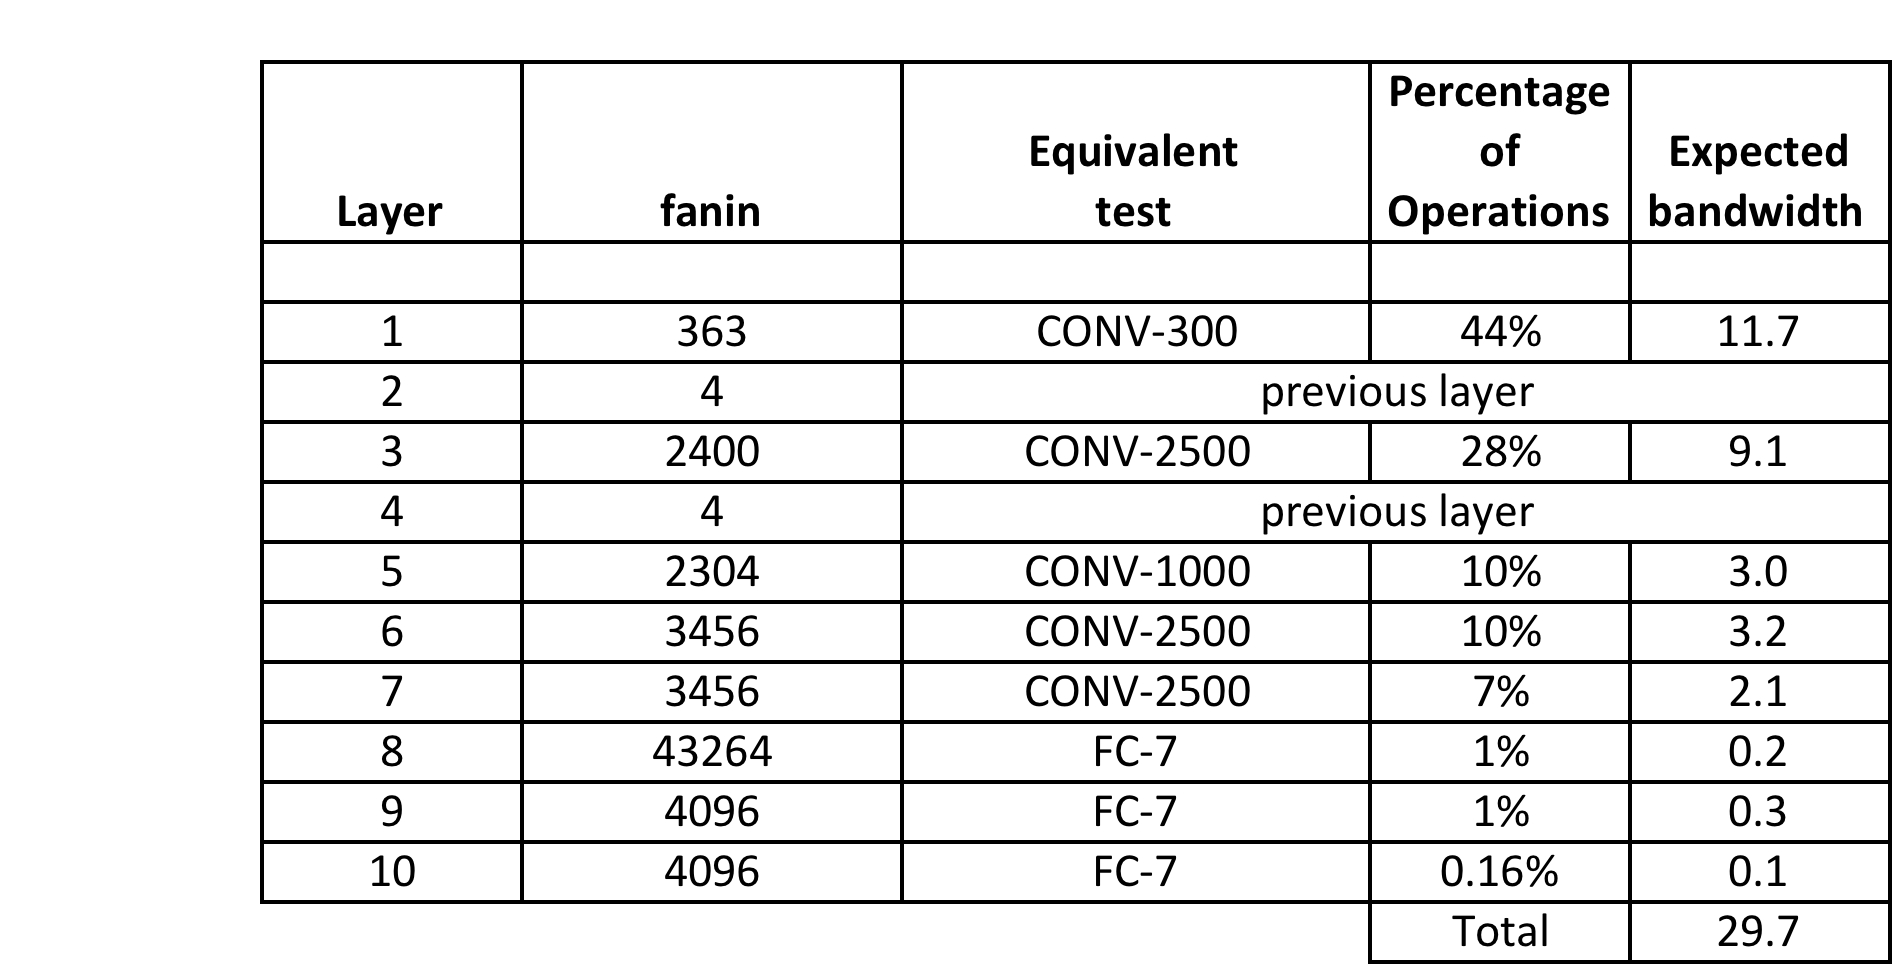 Layer fanin Equivalent test Percentage of Operations Expected bandwidth
1 363 CONV-300 44% 11.7
2 4 previous layer
3 2400 CONV-2500 28% 9.1
4 4 previous layer
5 2304 CONV-1000 10% 3.0
6 3456 CONV-2500 10% 3.2
7 3456 CONV-2500 7% 2.1
8 43264 FC-7 1% 0.2
9 4096 FC-7 1% 0.3
10 4096 FC-7 0.16% 0.1
Total 29.7